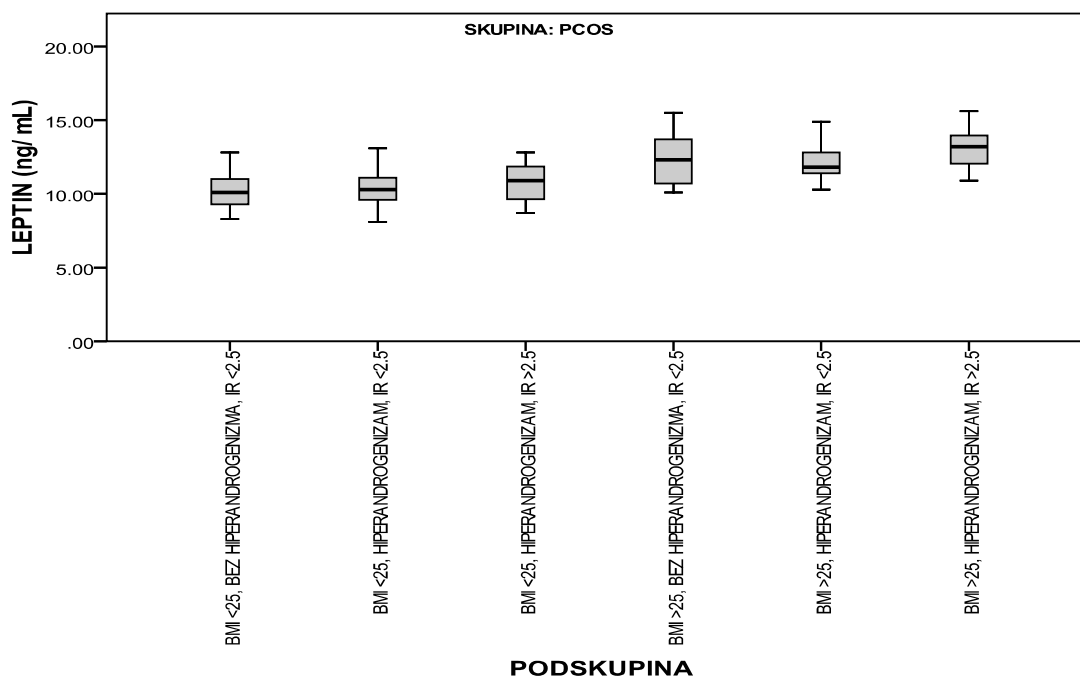 SKUPINA: PCOS
LEPTIN (ng/ mL)
20.00
15.00
10.00
5.00
.00
BMI <25, BEZ HIPERANDROGENIZMA, IR <2.5
BMI <25, HIPERANDROGENIZAM, IR <2.5
BMI <25, HIPERANDROGENIZAM, IR >2.5
BMI >25, BEZ HIPERANDROGENIZMA, IR <2.5
BMI >25, HIPERANDROGENIZAM, IR <2.5
BMI >25, HIPERANDROGENIZAM, IR >2.5
PODSKUPINA